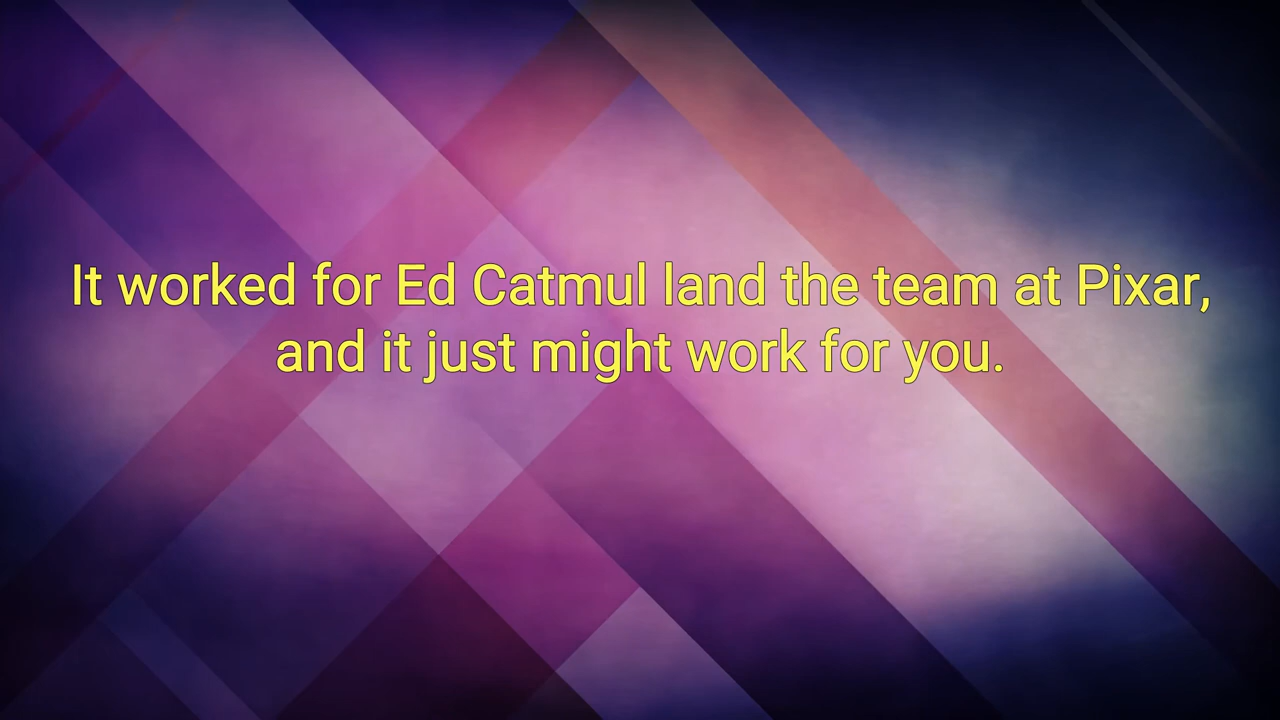 It worked for Ed Catmul land the team at Pixar,
and it just might work for you.